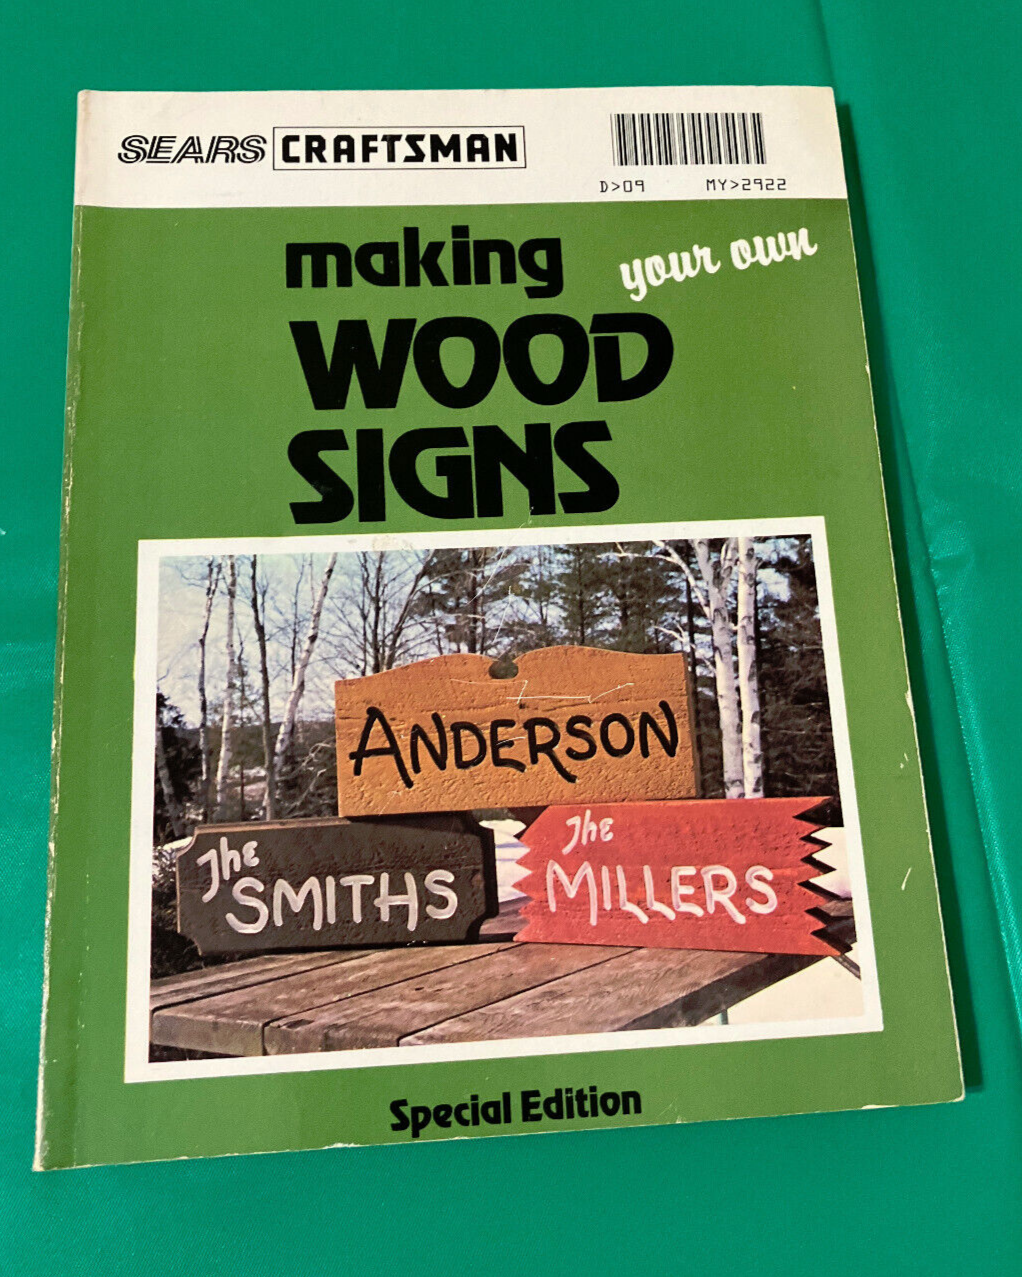 SEARS CRAFTSMAN
D>09 MY>2922
making your own
WOOD
SIGNS
ANDERSON
The
SMITHS
The
MILLERS
Special Edition